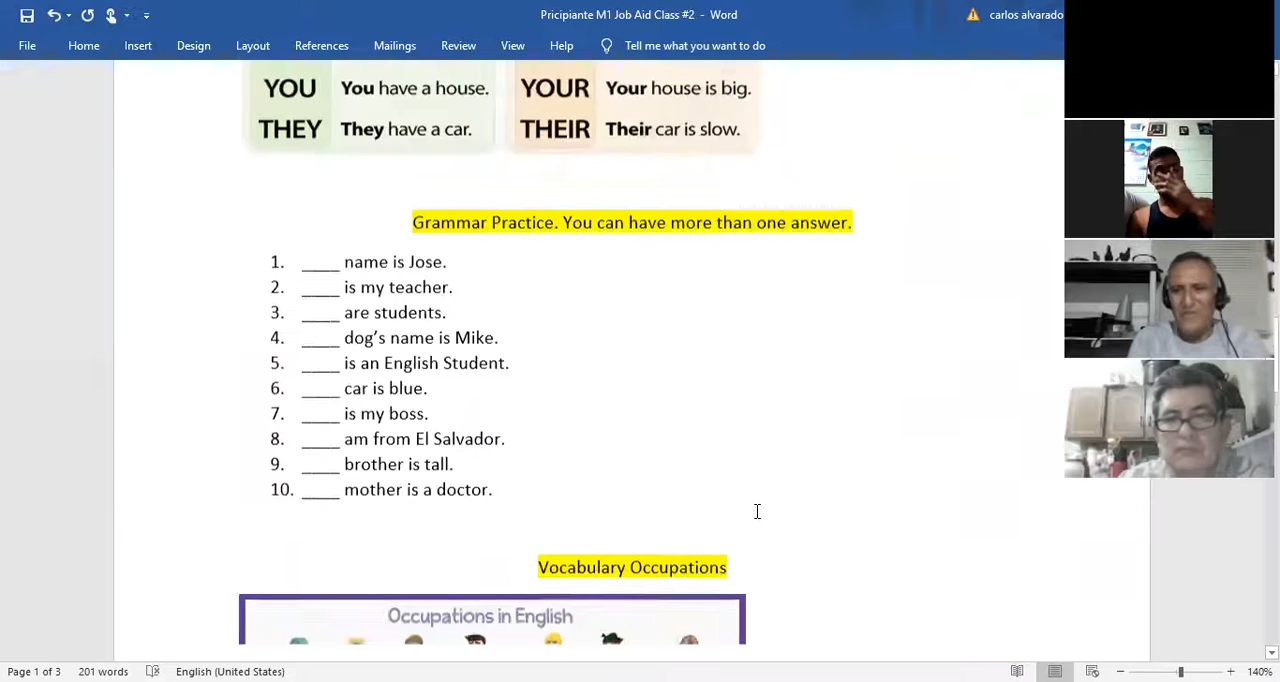 Pricipiante M1 Job Aid Class #2 - Word
carlos alvarado
File Home Insert Design Layout References Mailings Review View Help Tell me what you want to do
YOU You have a house. YOUR Your house is big.
THEY They have a car. THEIR Their car is slow.
Grammar Practice. You can have more than one answer.
1. ____ name is Jose.
2. ____ is my teacher.
3. ____ are students.
4. ____ dog’s name is Mike.
5. ____ is an English Student.
6. ____ car is blue.
7. ____ is my boss.
8. ____ am from El Salvador.
9. ____ brother is tall.
10. ____ mother is a doctor.
Vocabulary Occupations
Occupations in English
Page 1 of 3 201 words English (United States) 140%